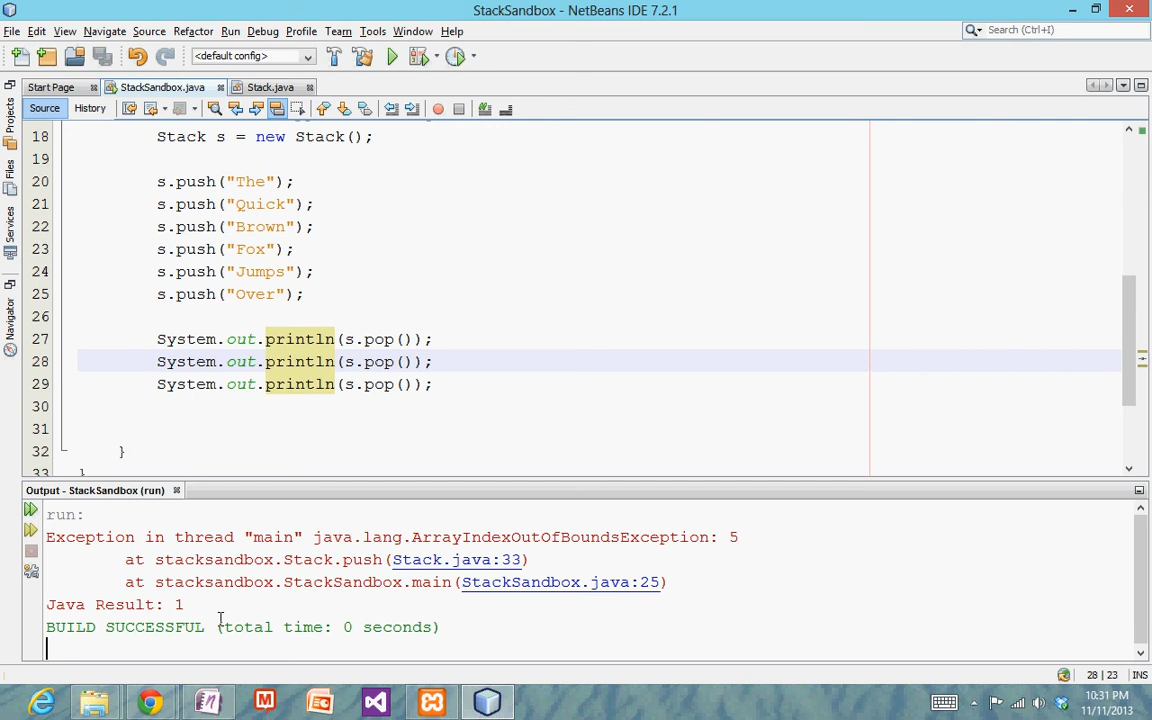 StackSandbox - NetBeans IDE 7.2.1
File Edit View Navigate Source Refactor Run Debug Profile Team Tools Window Help
Search (Ctrl+I)
<default config>
Start Page StackSandbox.java Stack.java
Source History
Projects
Files
Services
Navigator
18 Stack s = new Stack();
19
20 s.push("The");
21 s.push("Quick");
22 s.push("Brown");
23 s.push("Fox");
24 s.push("Jumps");
25 s.push("Over");
26
27 System.out.println(s.pop());
28 System.out.println(s.pop());
29 System.out.println(s.pop());
30
31
32 }
33 }
Output - StackSandbox (run)
run:
Exception in thread "main" java.lang.ArrayIndexOutOfBoundsException: 5
at stacksandbox.Stack.push(Stack.java:33)
at stacksandbox.StackSandbox.main(StackSandbox.java:25)
Java Result: 1
BUILD SUCCESSFUL (total time: 0 seconds)
28 | 23 INS
10:31 PM
11/11/2013